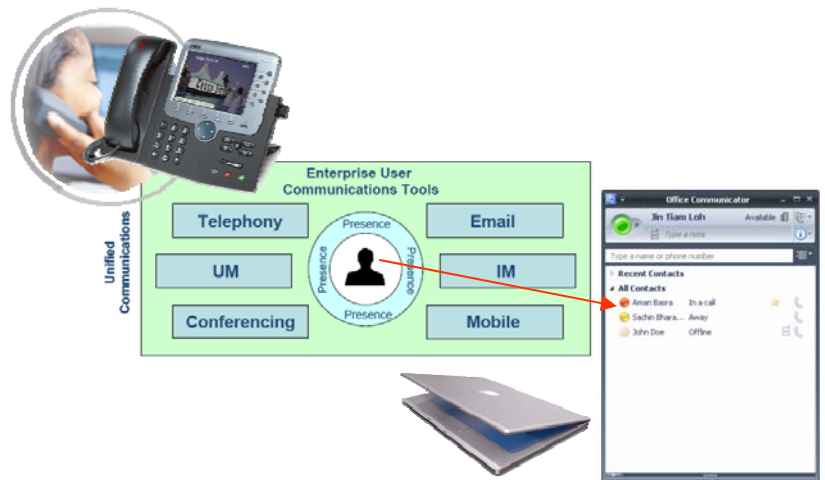 Enterprise User
Communications Tools
Unified
Communications
Telephony
UM
Conferencing
Presence
Presence
Presence
Presence
Email
IM
Mobile
Office Communicator
Jin Tiam Loh
Available
Type a note
Type a name or phone number
Recent Contacts
All Contacts
Aman Basra In a call
Sachin Bhara... Away
John Doe Offline